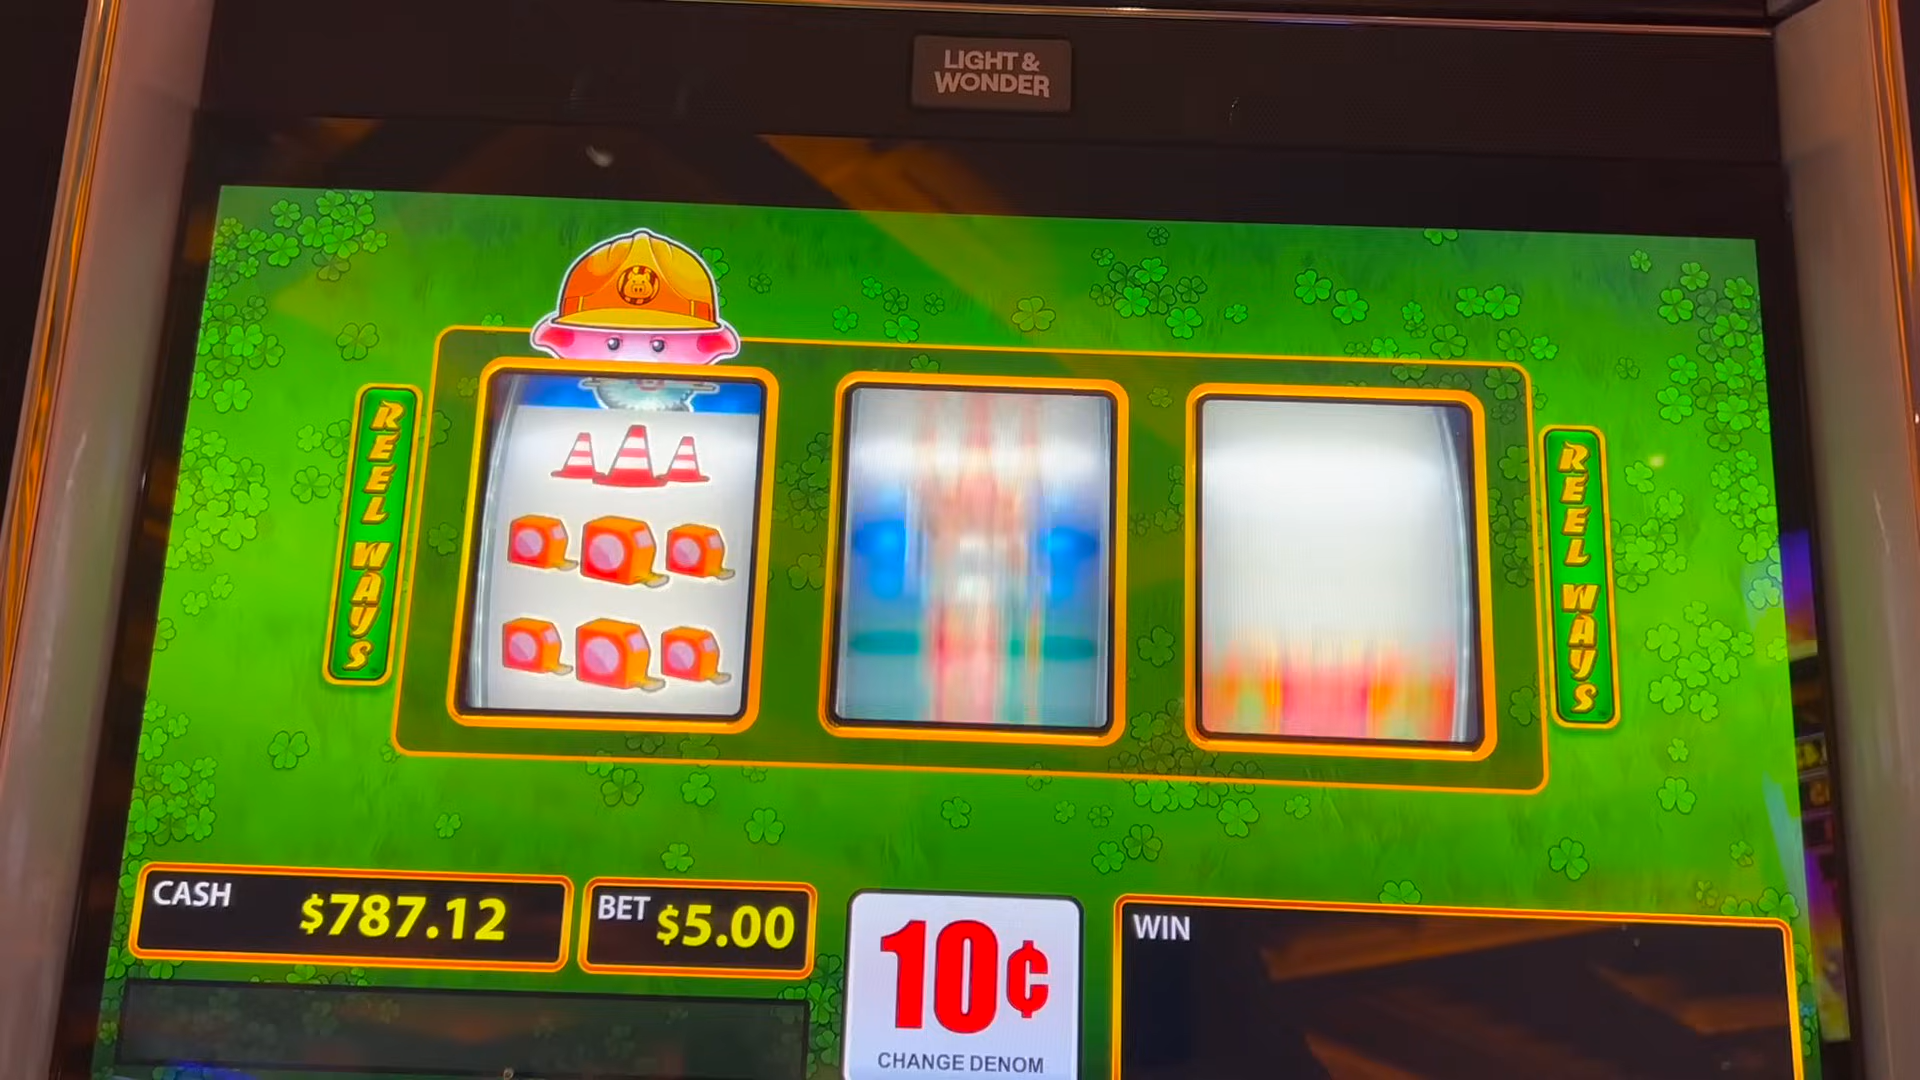 LIGHT &
WONDER
REEL WAYS
REEL WAYS
CASH $787.12
BET $5.00
10¢
CHANGE DENOM
WIN